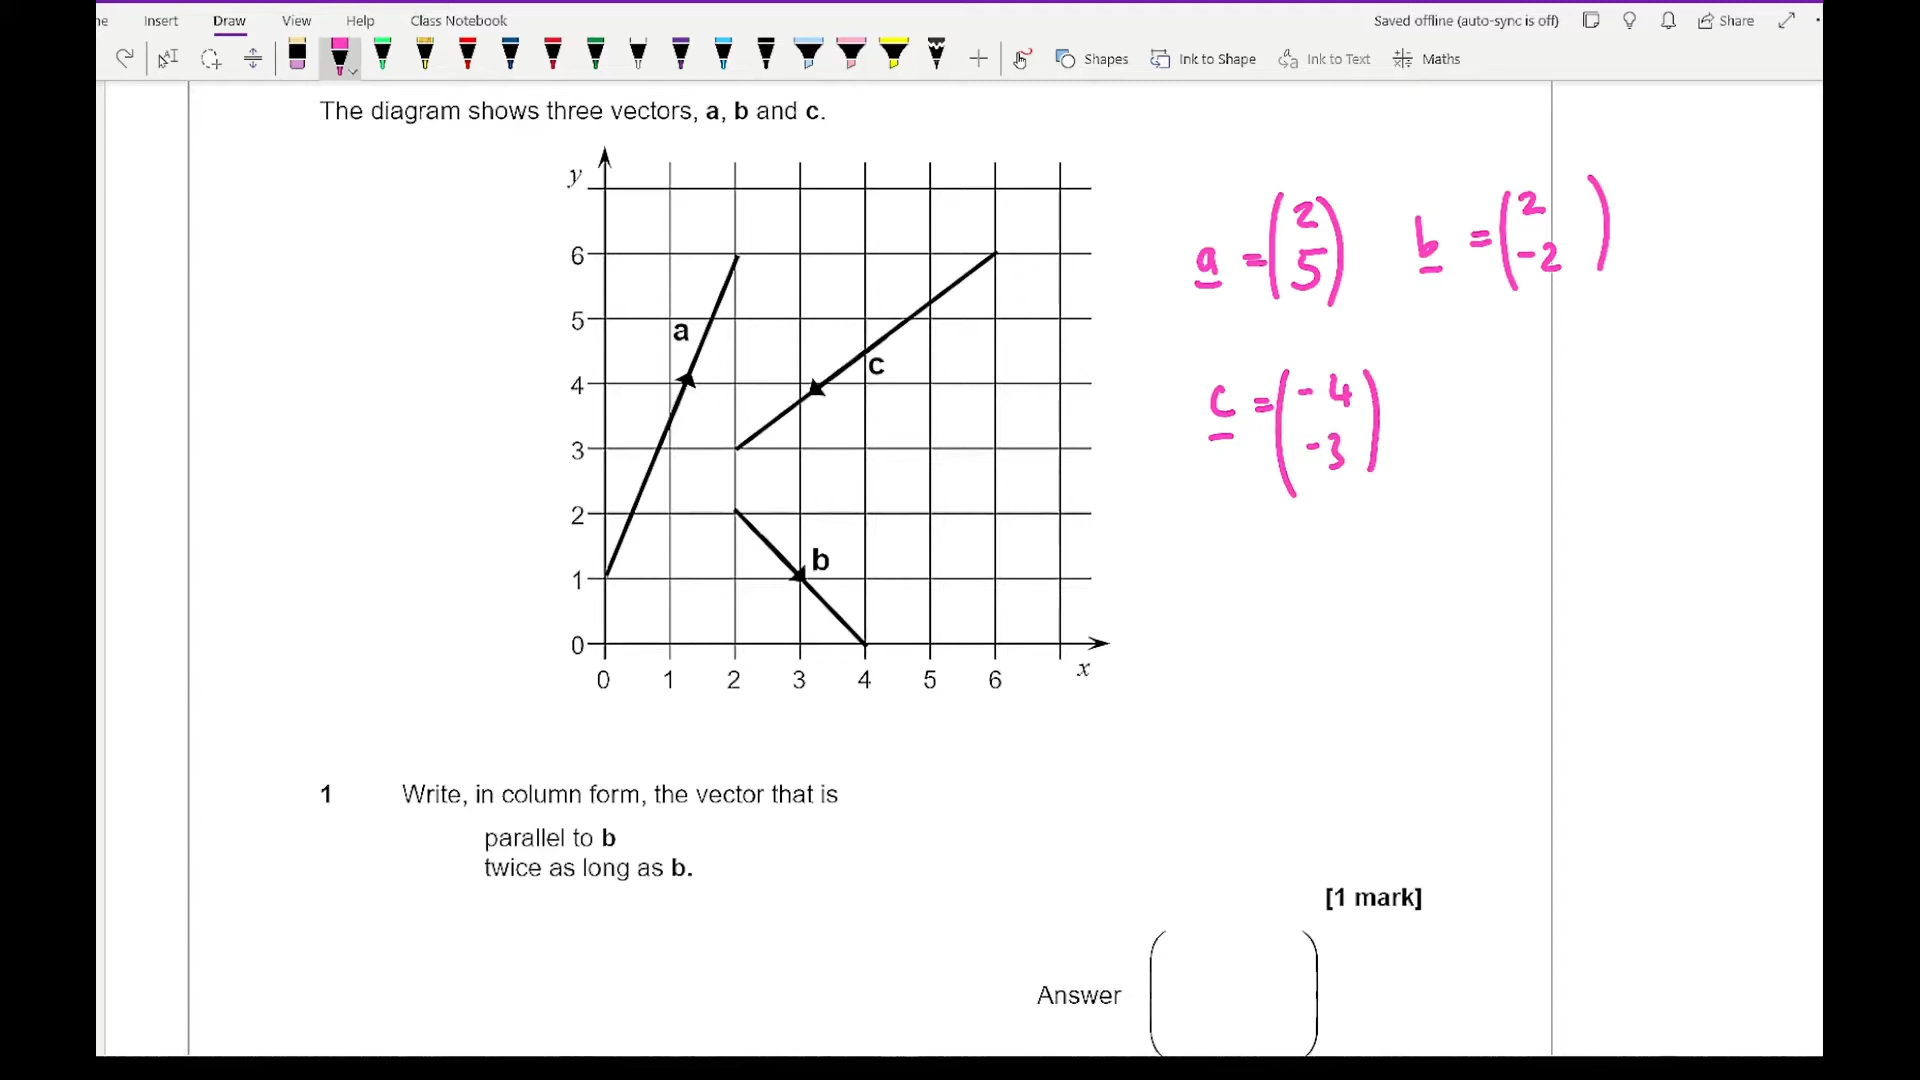 ne Insert Draw View Help Class Notebook Saved offline (auto-sync is off) Share
Shapes Ink to Shape Ink to Text Maths
The diagram shows three vectors, a, b and c.
y
6
5
4
3
2
1
0
0 1 2 3 4 5 6
x
a
c
b
a = (2
5)
b = (2
-2)
c = (-4
-3)
1 Write, in column form, the vector that is
parallel to b
twice as long as b.
[1 mark]
Answer